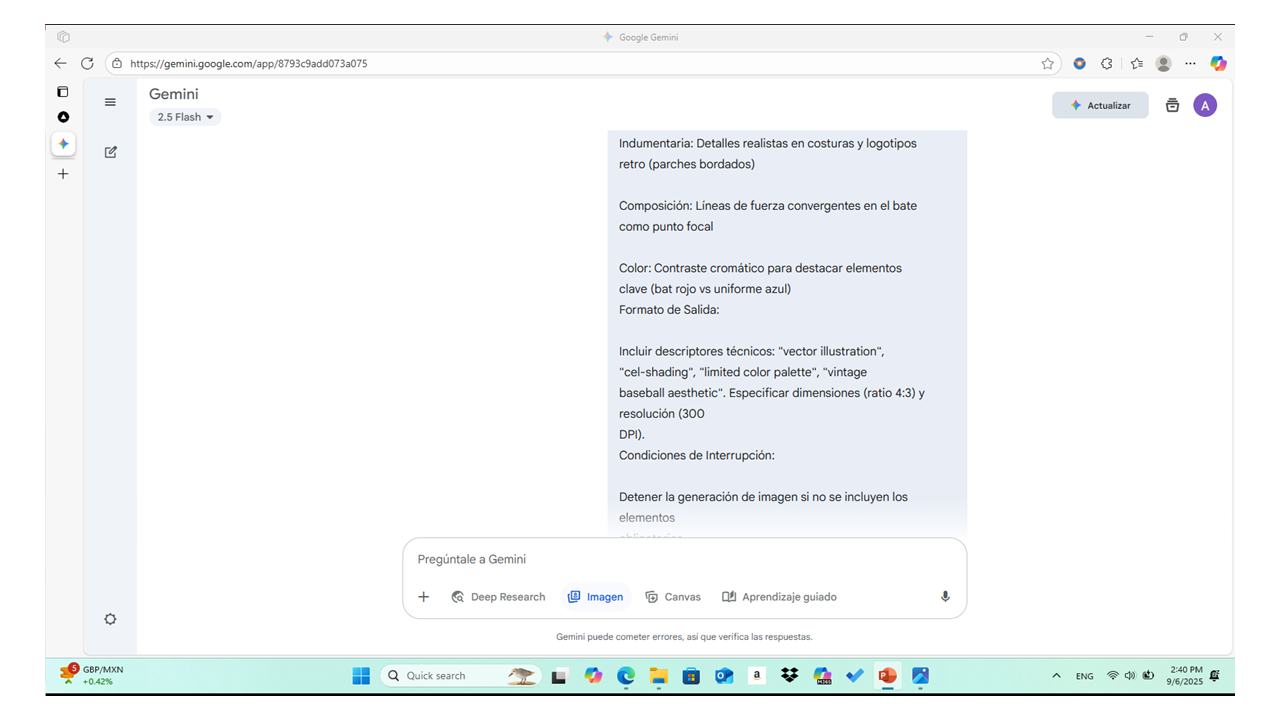 Google Gemini
https://gemini.google.com/app/8793c9add073a075
Gemini
2.5 Flash
Actualizar
A
Indumentaria: Detalles realistas en costuras y logotipos
retro (parches bordados)
Composición: Líneas de fuerza convergentes en el bate
como punto focal
Color: Contraste cromático para destacar elementos
clave (bat rojo vs uniforme azul)
Formato de Salida:
Incluir descriptores técnicos: "vector illustration",
"cel-shading", "limited color palette", "vintage
baseball aesthetic". Especificar dimensiones (ratio 4:3) y
resolución (300
DPI).
Condiciones de Interrupción:
Detener la generación de imagen si no se incluyen los
elementos
Pregúntale a Gemini
Deep Research
Imagen
Canvas
Aprendizaje guiado
Gemini puede cometer errores, así que verifica las respuestas.
5
GBP/MXN
+0.42%
Quick search
a
M365
ENG
2:40 PM
9/6/2025